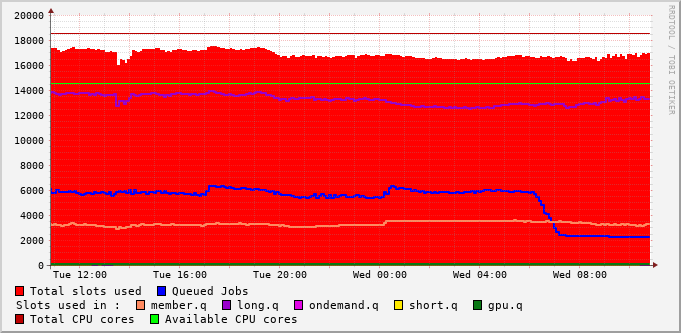 20000
18000
16000
14000
12000
10000
8000
6000
4000
2000
0
Tue 12:00 Tue 16:00 Tue 20:00 Wed 00:00 Wed 04:00 Wed 08:00
RRDTOOL / TOBI OETIKER
Total slots used Queued Jobs
Slots used in : member.q long.q ondemand.q short.q gpu.q
Total CPU cores Available CPU cores